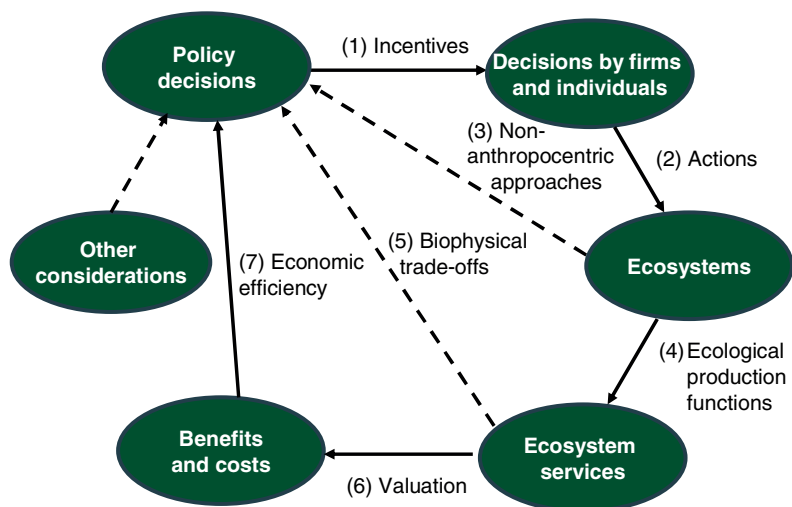 Policy
decisions
(1) Incentives
Decisions by firms
and individuals
(3) Non-
anthropocentric
approaches
(2) Actions
Other
considerations
(7) Economic
efficiency
(5) Biophysical
trade-offs
Ecosystems
(4) Ecological
production
functions
Benefits
and costs
(6) Valuation
Ecosystem
services